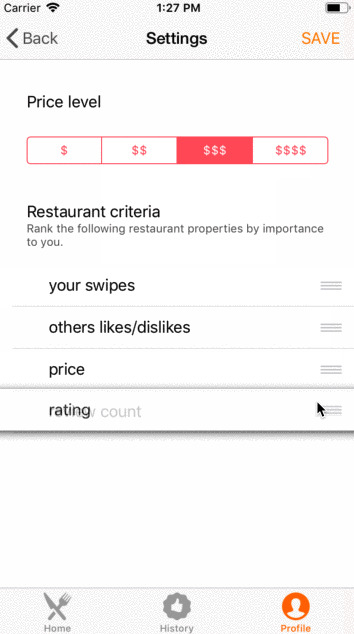 Carrier 1:27 PM
Back Settings SAVE
Price level
$ $$ $$$ $$$$
Restaurant criteria
Rank the following restaurant properties by importance
to you.
your swipes
others likes/dislikes
price
rating
count
Home History Profile